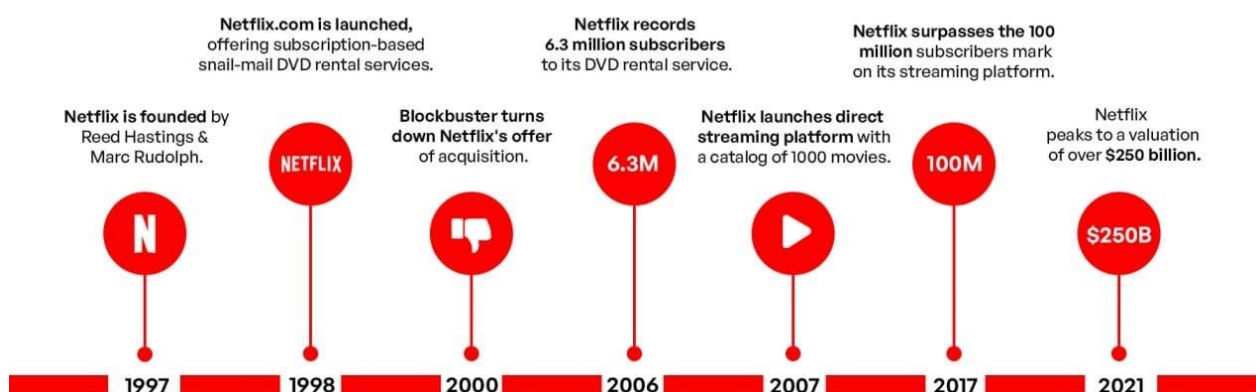 Netflix is founded by
Reed Hastings &
Marc Rudolph.
N
1997
Netflix.com is launched,
offering subscription-based
snail-mail DVD rental services.
NETFLIX
1998
Blockbuster turns
down Netflix's offer
of acquisition.
2000
Netflix records
6.3 million subscribers
to its DVD rental service.
6.3M
2006
Netflix launches direct
streaming platform with
a catalog of 1000 movies.
2007
Netflix surpasses the 100
million subscribers mark
on its streaming platform.
100M
2017
Netflix
peaks to a valuation
of over $250 billion.
$250B
2021